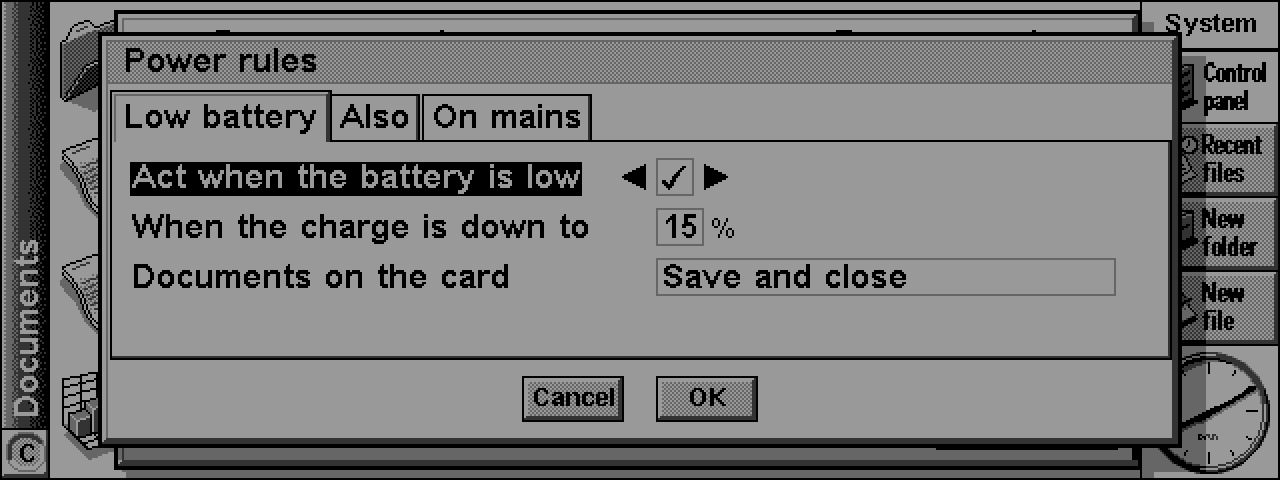 System
Power rules
Low battery
Also
On mains
Act when the battery is low
When the charge is down to
15 %
Documents on the card
Save and close
Cancel
OK
Control
panel
Recent
files
New
folder
New
file
Documents
C